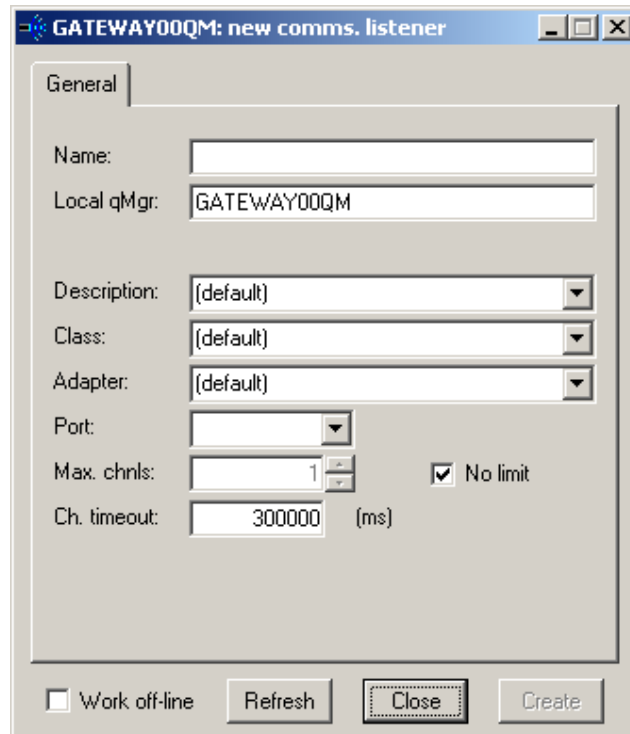 GATEWAY00QM: new comms. listener
General
Name:
Local qMgr: GATEWAY00QM
Description: (default)
Class: (default)
Adapter: (default)
Port:
Max. chnls: 1 No limit
Ch. timeout: 300000 (ms)
Work off-line Refresh Close Create